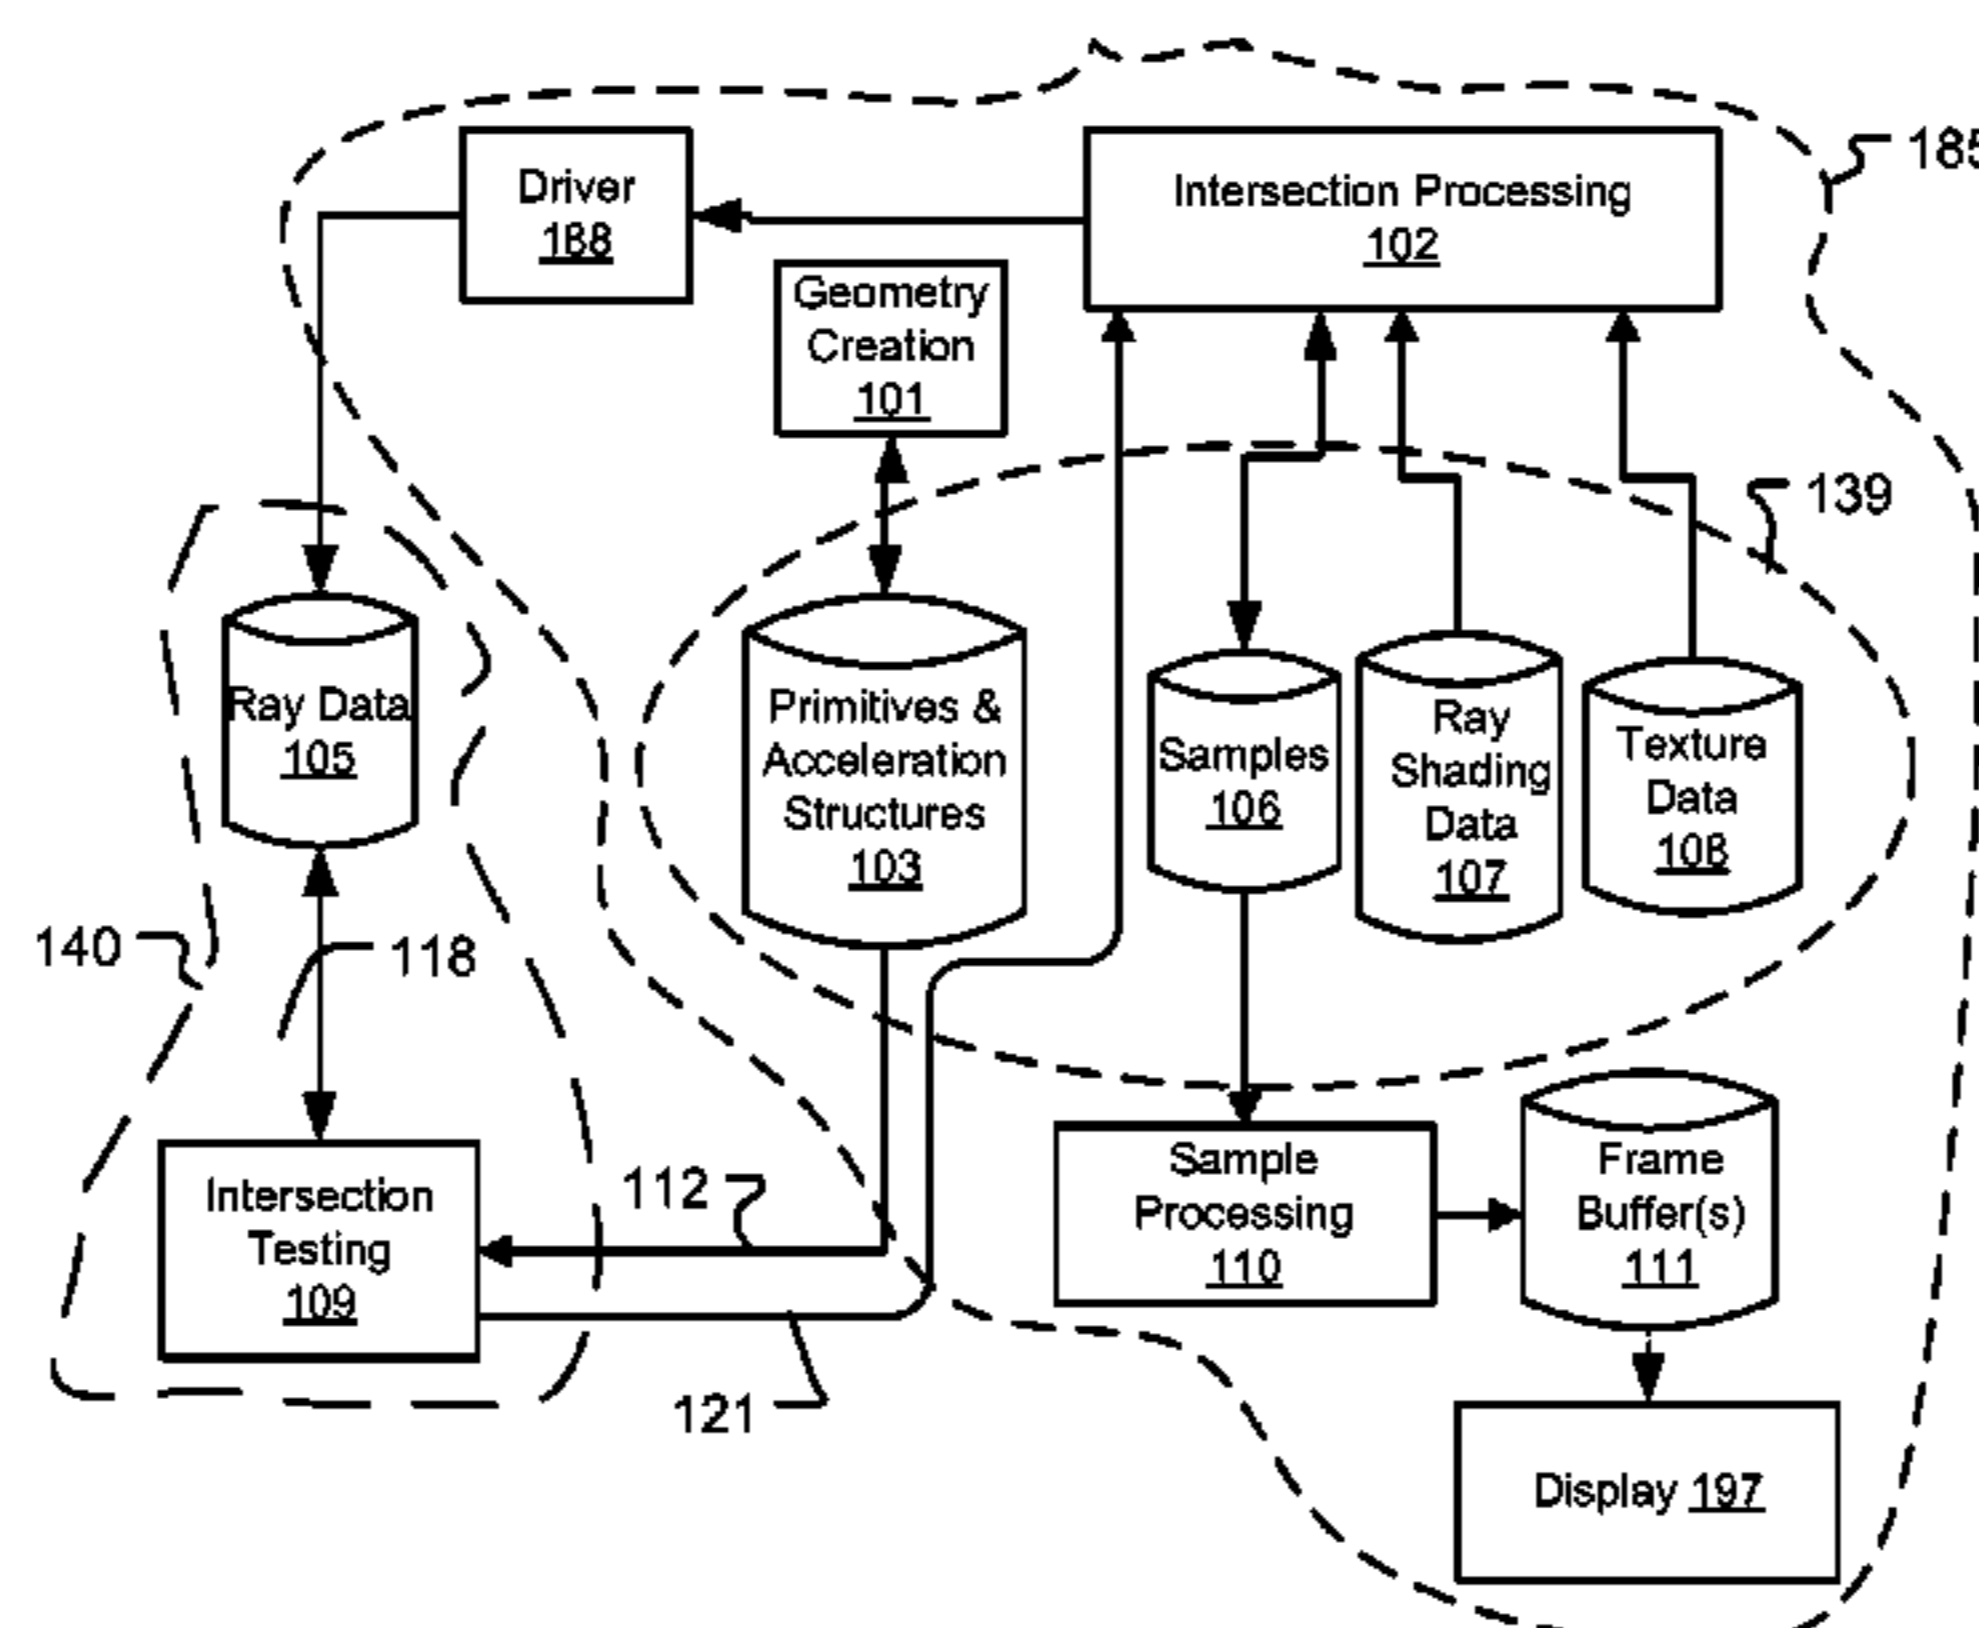 185
Driver
188
Intersection Processing
102
Geometry
Creation
101
139
Ray Data
105
Primitives &
Acceleration
Structures
103
Samples
106
Ray
Shading
Data
107
Texture
Data
108
140
118
Intersection
Testing
109
112
121
Sample
Processing
110
Frame
Buffer(s)
111
Display 197